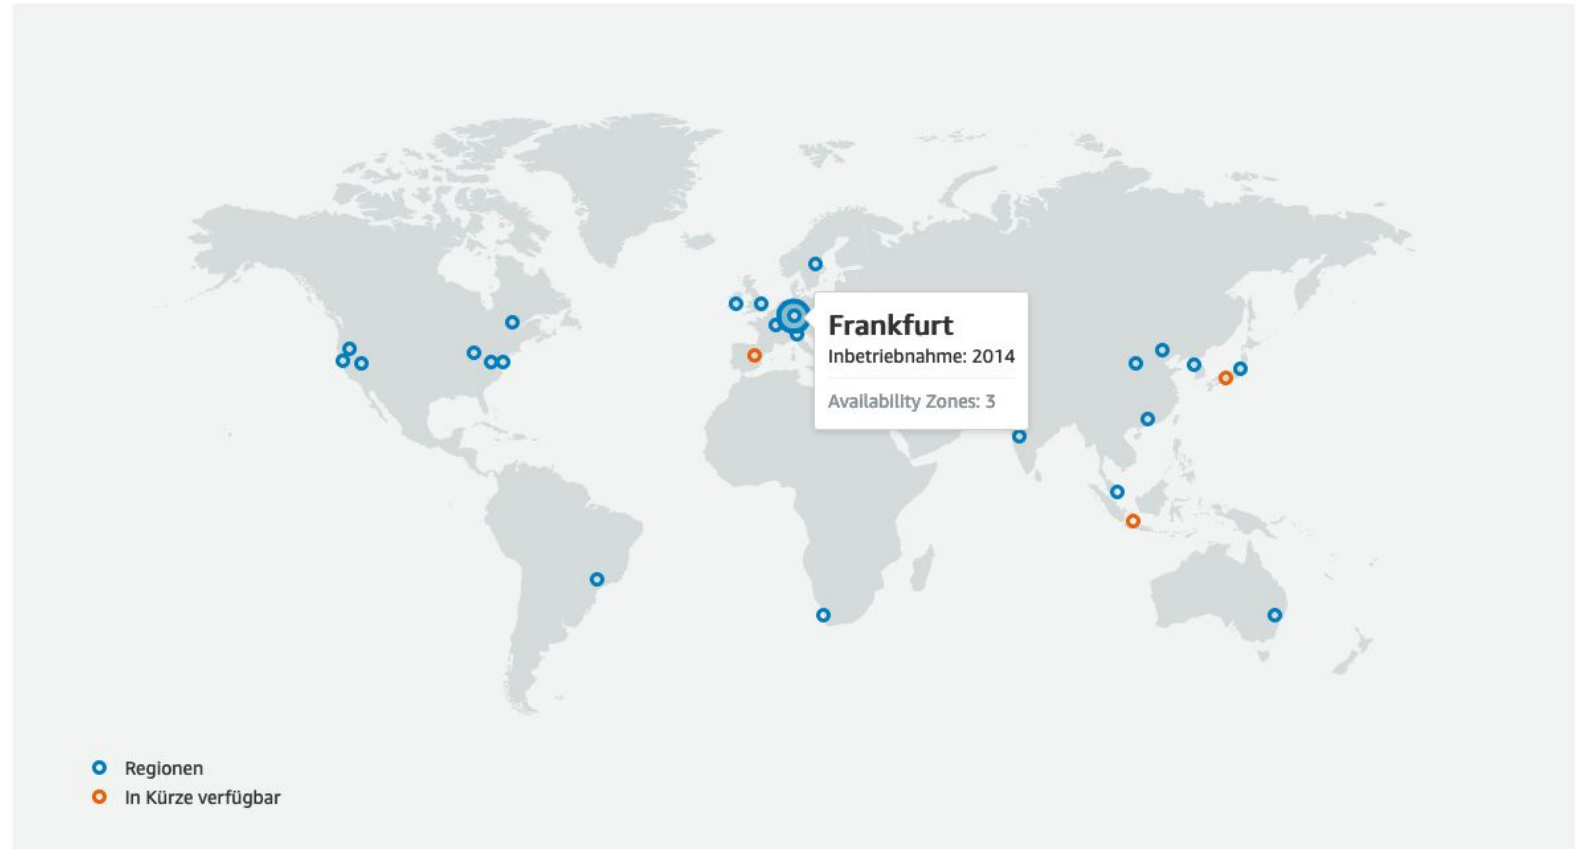 Frankfurt
Inbetriebnahme: 2014
Availability Zones: 3
Regionen
In Kürze verfügbar